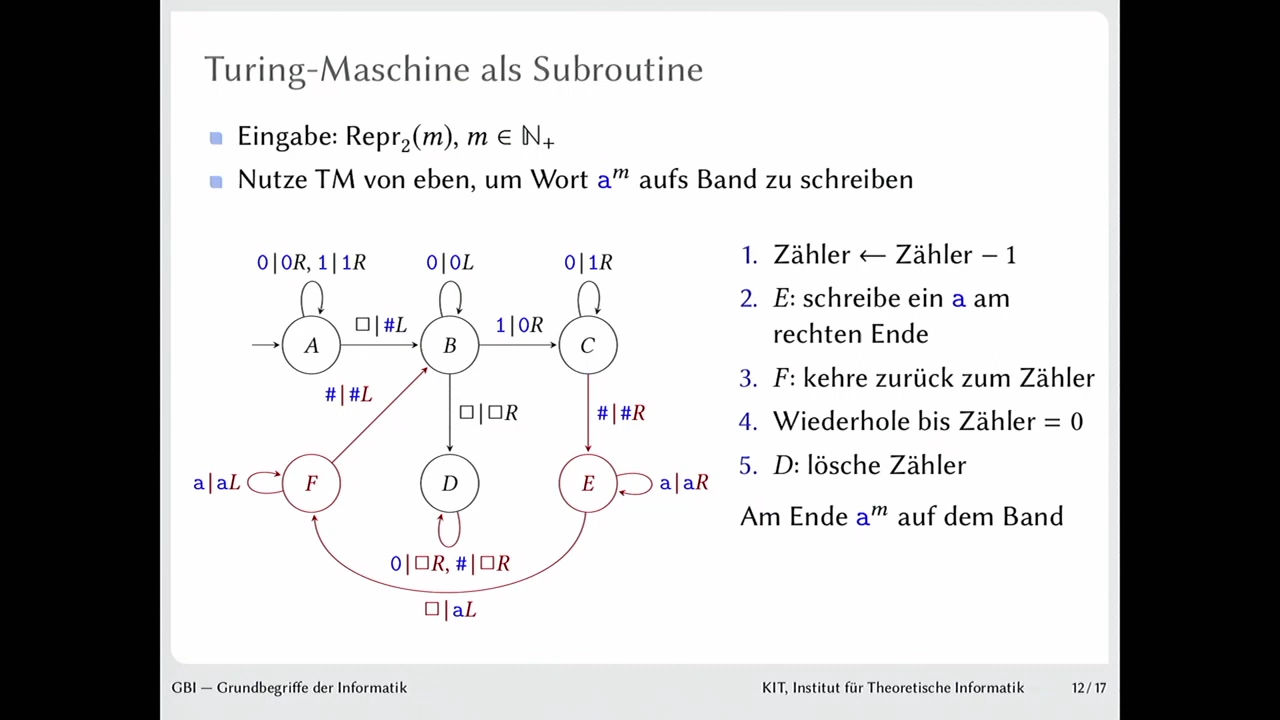 Turing-Maschine als Subroutine
Eingabe: Repr₂(m), m ∈ ℕ₊
Nutze TM von eben, um Wort aᵐ aufs Band zu schreiben
0|0R, 1|1R
0|0L
0|1R
□|#L
1|0R
A
B
C
#|#L
□|□R
#|#R
a|aL
F
D
E
a|aR
0|□R, #|□R
□|aL
1. Zähler ← Zähler − 1
2. E: schreibe ein a am
rechten Ende
3. F: kehre zurück zum Zähler
4. Wiederhole bis Zähler = 0
5. D: lösche Zähler
Am Ende aᵐ auf dem Band
GBI — Grundbegriffe der Informatik
KIT, Institut für Theoretische Informatik
12/17